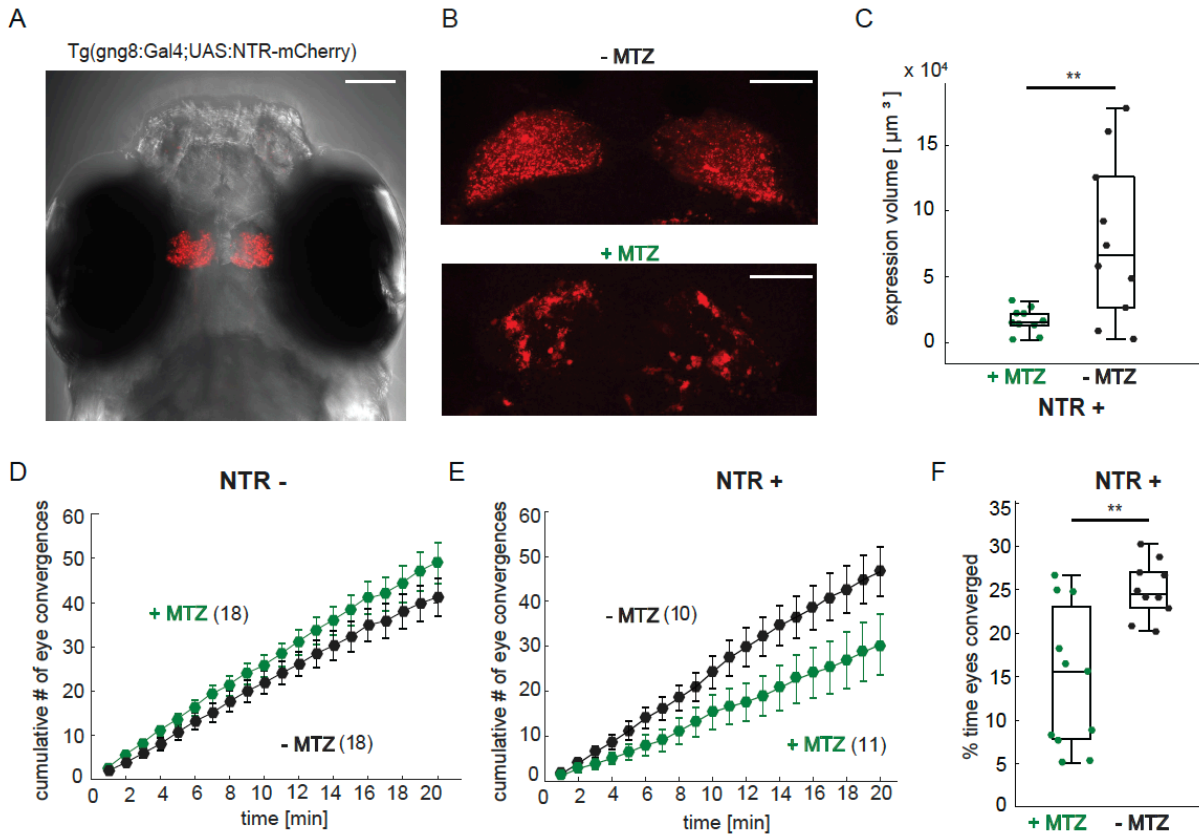 A
Tg(gng8:Gal4;UAS:NTR-mCherry)
B
- MTZ
+ MTZ
C
x 10⁴
**
expression volume [ µm ³ ]
15
10
5
0
+ MTZ
- MTZ
NTR +
D
NTR -
cumulative # of eye convergences
60
50
40
30
20
10
0
+ MTZ (18)
- MTZ (18)
0 2 4 6 8 10 12 14 16 18 20
time [min]
E
NTR +
cumulative # of eye convergences
60
50
40
30
20
10
0
- MTZ (10)
+ MTZ (11)
0 2 4 6 8 10 12 14 16 18 20
time [min]
F
NTR +
**
% time eyes converged
35
30
25
20
15
10
5
0
+ MTZ
- MTZ